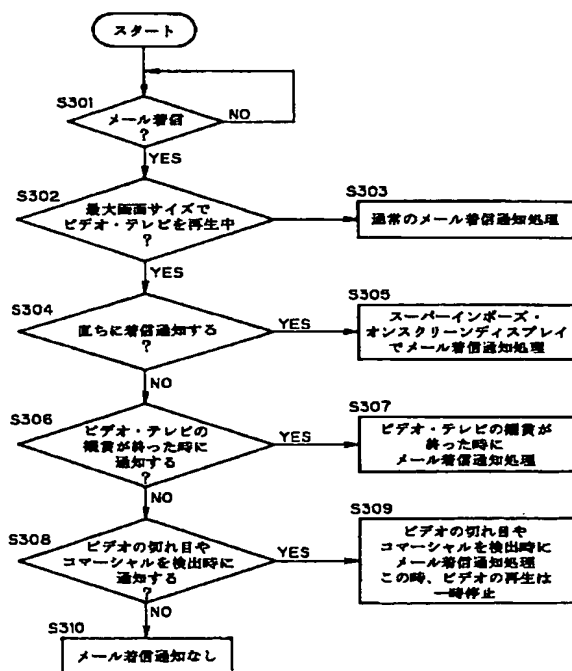 スタート
S301
メール着信
?
NO
YES
S302
最大画面サイズで
ビデオ・テレビを再生中
?
S303
通常のメール着信通知処理
YES
S304
直ちに着信通知する
?
YES
S305
スーパーインポーズ・
オンスクリーンディスプレイ
でメール着信通知処理
NO
S306
ビデオ・テレビの
観賞が終った時に
通知する
?
YES
S307
ビデオ・テレビの観賞が
終った時に
メール着信通知処理
NO
S308
ビデオの切れ目や
コマーシャルを検出時に
通知する
?
YES
S309
ビデオの切れ目や
コマーシャルを検出時に
メール着信通知処理
この時、ビデオの再生は
一時停止
NO
S310
メール着信通知なし